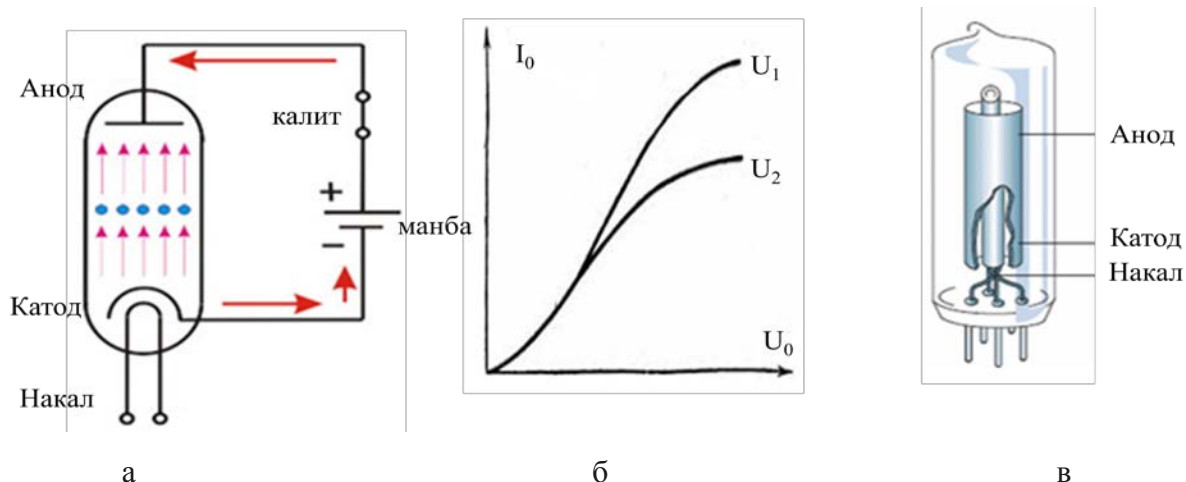 Анод
калит
+
манба
−
Катод
Накал
а
I₀
U₁
U₂
U₀
б
Анод
Катод
Накал
в